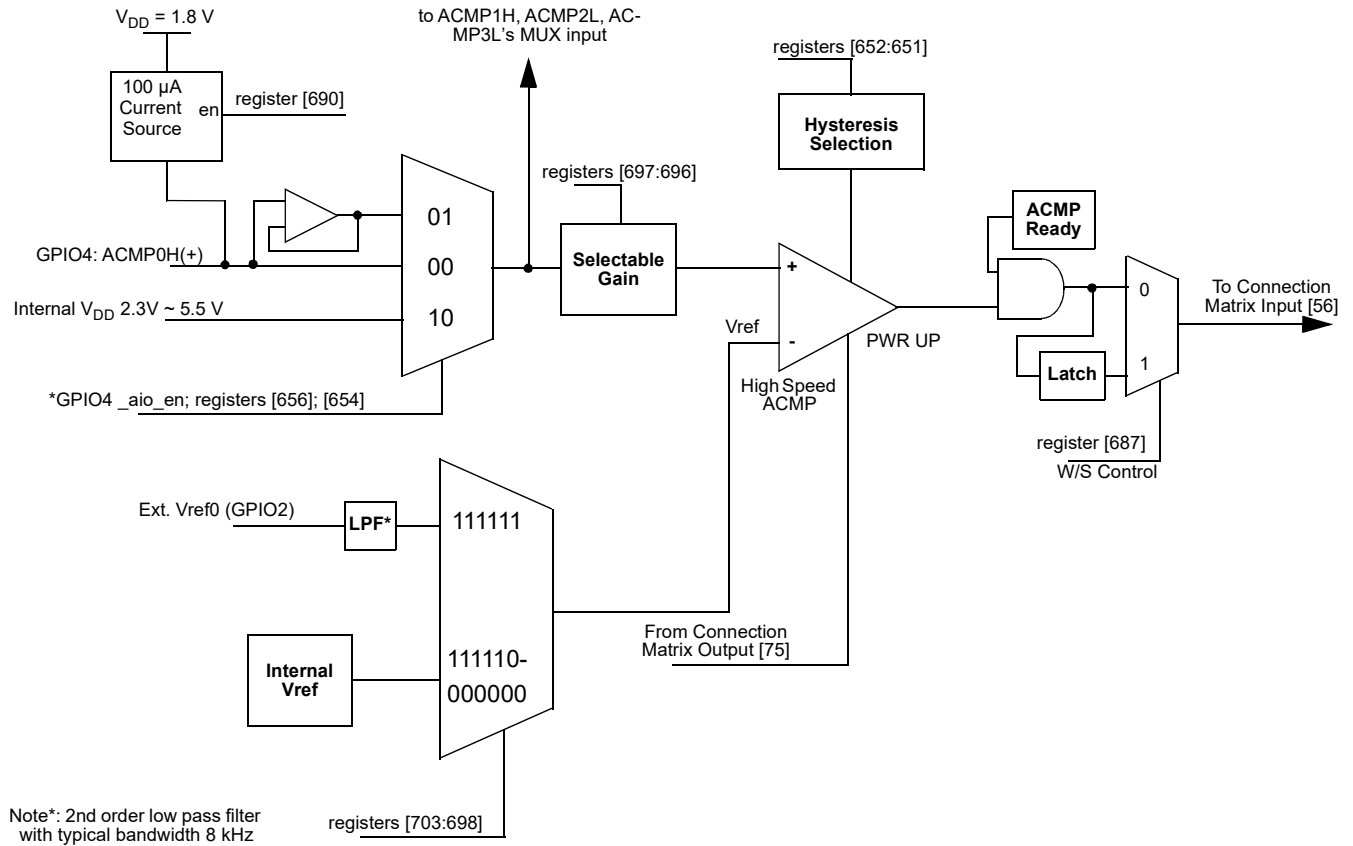 V_DD = 1.8 V
to ACMP1H, ACMP2L, AC-
MP3L's MUX input
registers [652:651]
100 µA
Current
Source
en
register [690]
Hysteresis
Selection
registers [697:696]
01
00
10
GPIO4: ACMP0H(+)
Internal V_DD 2.3V ~ 5.5 V
*GPIO4 _aio_en; registers [656]; [654]
Selectable
Gain
+
-
Vref
PWR UP
High Speed
ACMP
ACMP
Ready
0
1
Latch
To Connection
Matrix Input [56]
register [687]
W/S Control
Ext. Vref0 (GPIO2)
LPF*
111111
From Connection
Matrix Output [75]
Internal
Vref
111110-
000000
Note*: 2nd order low pass filter
with typical bandwidth 8 kHz
registers [703:698]